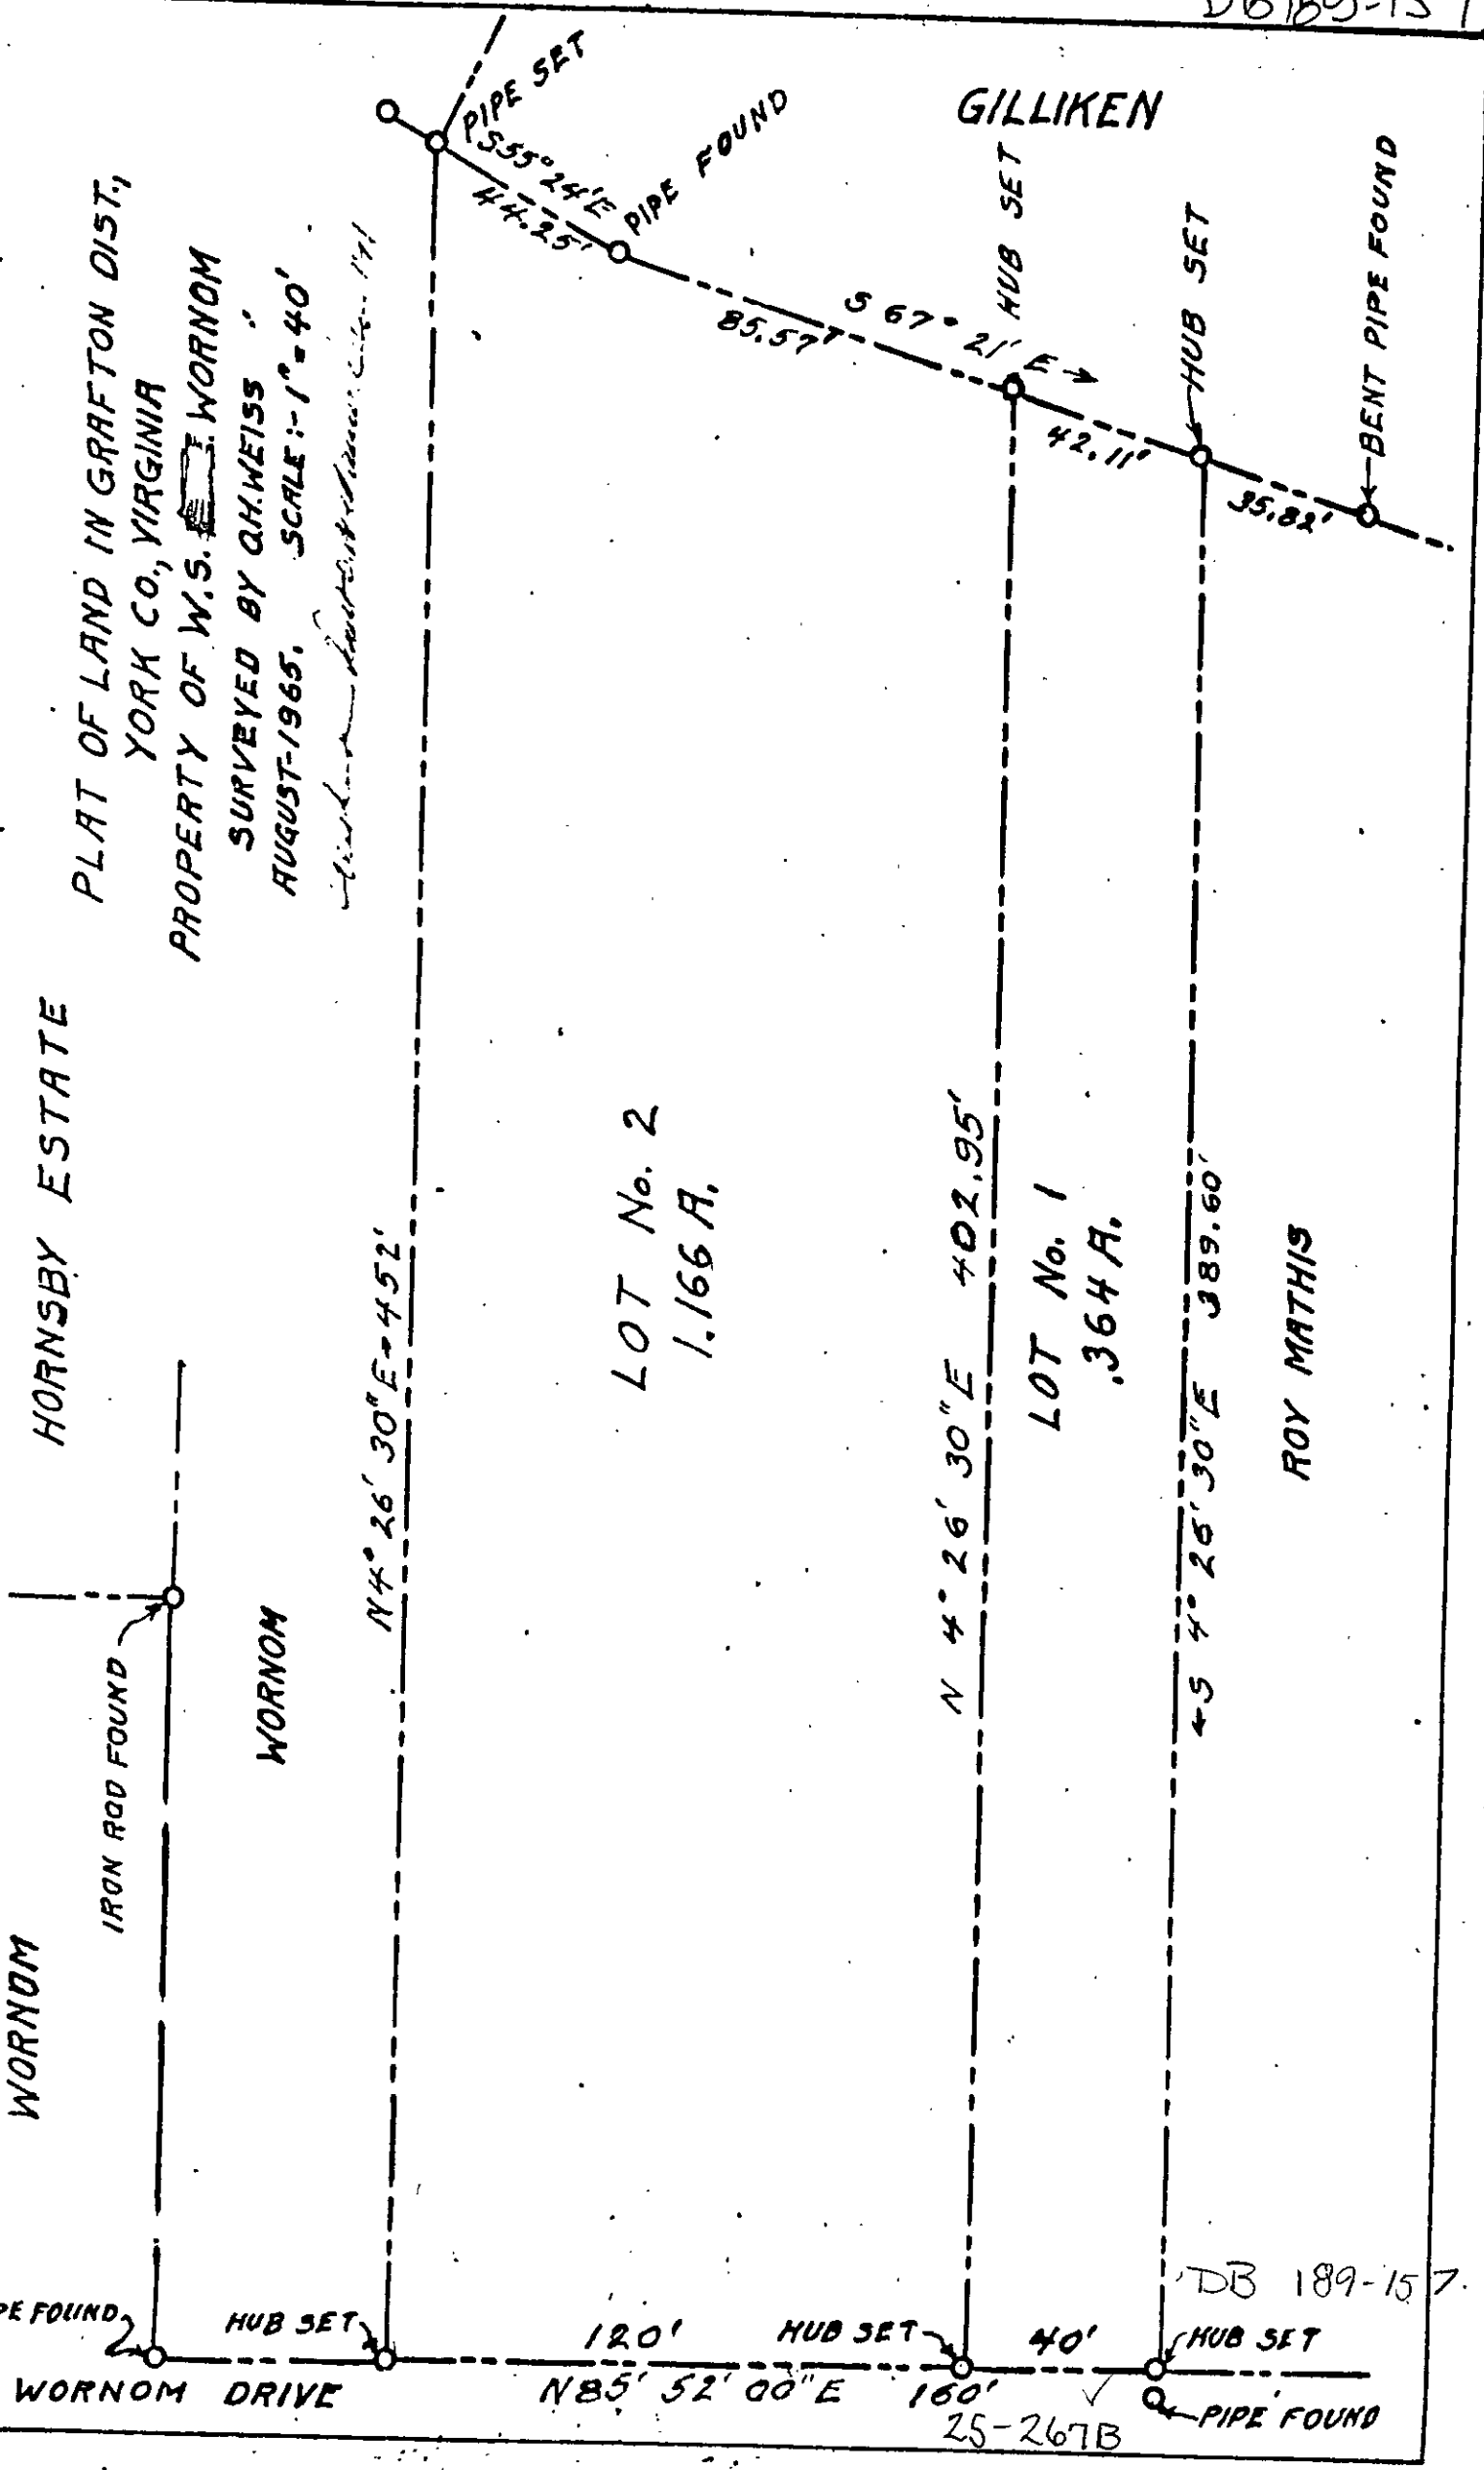 GILLIKEN
PIPE SET
S55° 24' E
44.25'
PIPE FOUND
S 67° 21' E →
85.57'
HUB SET
42.11'
HUB SET
35.82'
BENT PIPE FOUND
PLAT OF LAND IN GRAFTON DIST.,
YORK CO., VIRGINIA
PROPERTY OF W.S. WORNOM
SURVEYED BY Q.H. WEISS
AUGUST-1965. SCALE:-1"=40'
HORNSBY ESTATE
N4° 26' 30" E→452'
LOT No. 2
1.166 A.
N 4° 26' 30" E 402.95'
LOT No. 1
.364 A.
←S 4° 26' 30" E 389.60'
ROY MATHIS
IRON ROD FOUND
WORNOM
WORNOM
DB 189-157
PE FOUND
HUB SET
120'
HUB SET
40'
HUB SET
WORNOM DRIVE
N85' 52' 00" E 160'
PIPE FOUND
25-267B